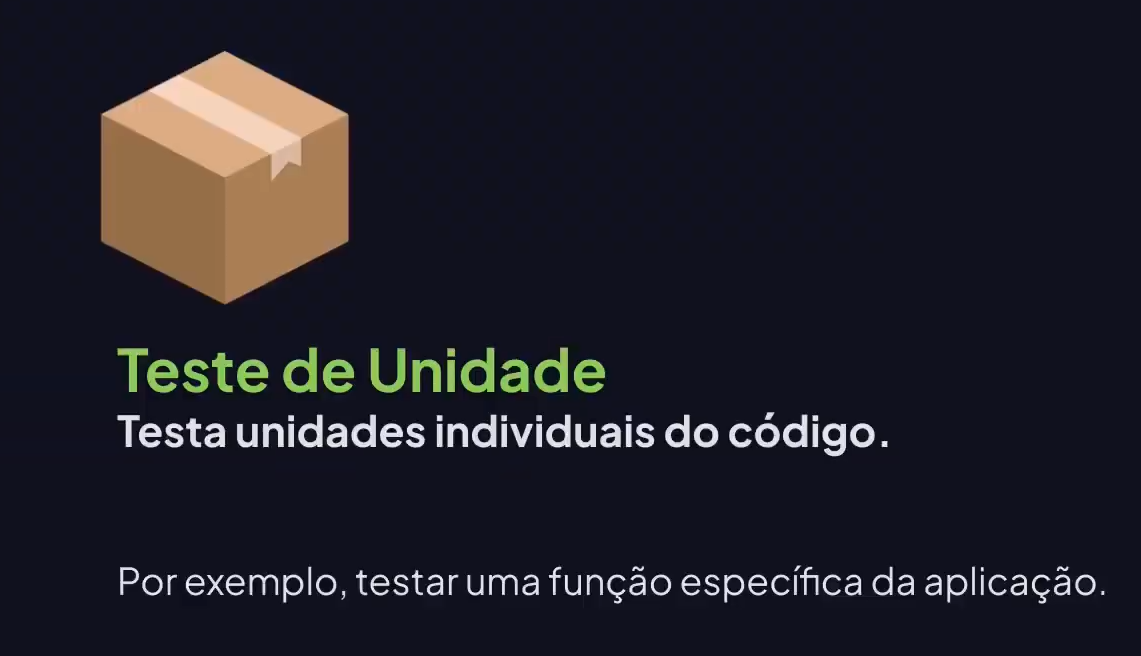 Teste de Unidade
Testa unidades individuais do código.
Por exemplo, testar uma função específica da aplicação.